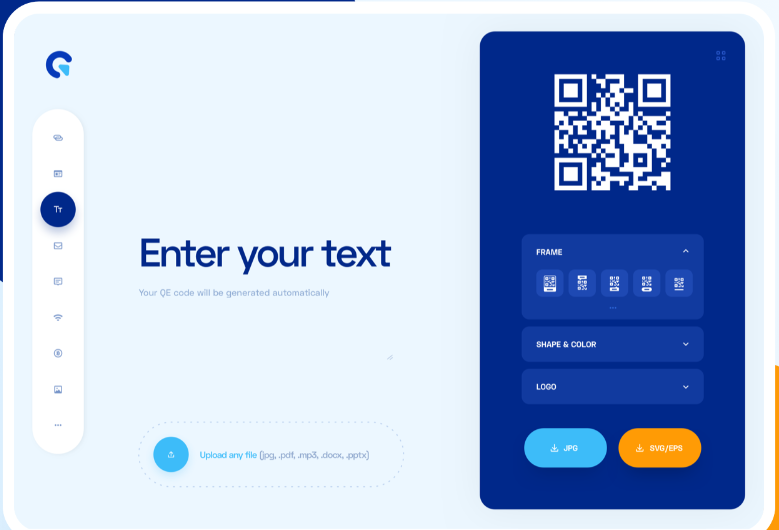 Tт
Enter your text
Your QE code will be generated automatically
Upload any file (jpg, .pdf, .mp3, .docx, .pptx)
FRAME
...
SHAPE & COLOR
LOGO
JPG
SVG/EPS